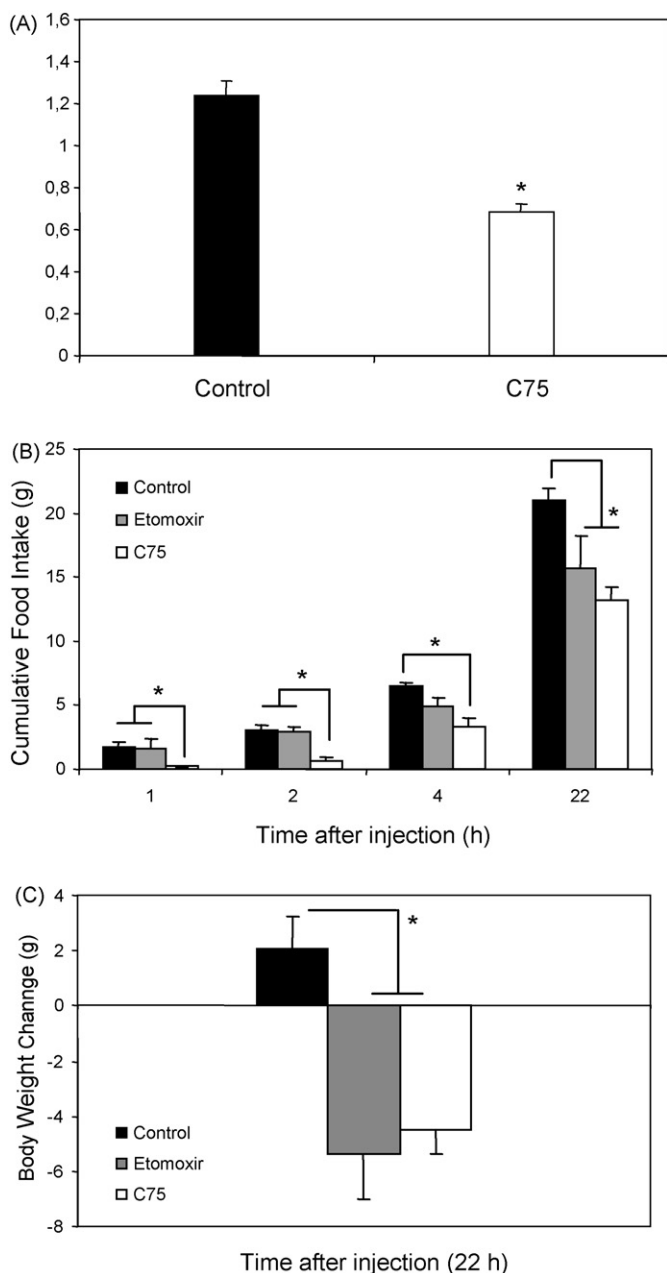 (A)
1,6
1,4
1,2
1
0,8
0,6
0,4
0,2
0
*
Control
C75
(B)
Cumulative Food Intake (g)
25
20
15
10
5
0
Control
Etomoxir
C75
*
*
*
*
1
2
4
22
Time after injection (h)
(C)
Body Weight Channge (g)
4
2
0
-2
-4
-6
-8
*
Control
Etomoxir
C75
Time after injection (22 h)